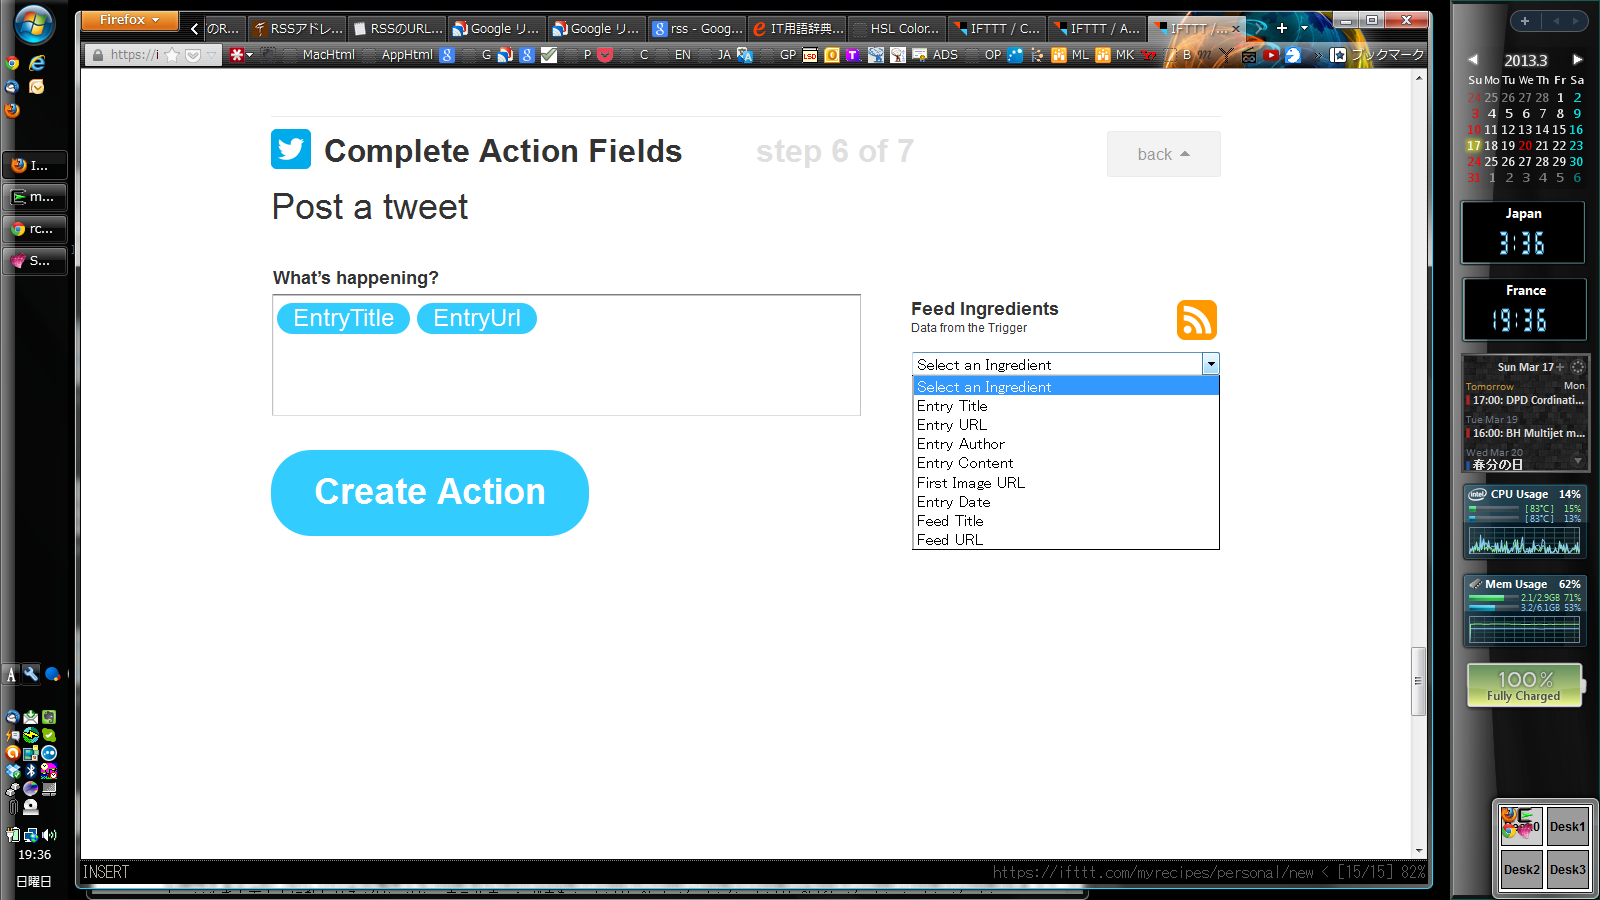 Firefox
のR...
RSSアドレ...
RSSのURL...
Google リ...
Google リ...
rss - Goog...
IT用語辞典...
HSL Color...
IFTTT / C...
IFTTT / A...
IFTTT /...
https://i
MacHtml
AppHtml
G
P
C
EN
JA
GP
ADS
OP
ML
MK
B
ブックマーク
Complete Action Fields
step 6 of 7
back
Post a tweet
What's happening?
EntryTitle EntryUrl
Create Action
Feed Ingredients
Data from the Trigger
Select an Ingredient
Select an Ingredient
Entry Title
Entry URL
Entry Author
Entry Content
First Image URL
Entry Date
Feed Title
Feed URL
INSERT
https://ifttt.com/myrecipes/personal/new < [15/15] 82%
I...
m...
rc...
S...
A
19:36
日曜日
2013.3
Su Mo Tu We Th Fr Sa
24 25 26 27 28 1 2
3 4 5 6 7 8 9
10 11 12 13 14 15 16
17 18 19 20 21 22 23
24 25 26 27 28 29 30
31 1 2 3 4 5 6
Japan
3:36
France
19:36
Sun Mar 17
Tomorrow Mon
17:00: DPD Cordinati...
Tue Mar 19
16:00: BH Multijet m...
Wed Mar 20
春分の日
intel CPU Usage 14%
[83°C] 15%
[83°C] 13%
Mem Usage 62%
2.1/2.9GB 71%
3.2/6.1GB 53%
100%
Fully Charged
Desk1
Desk2
Desk3